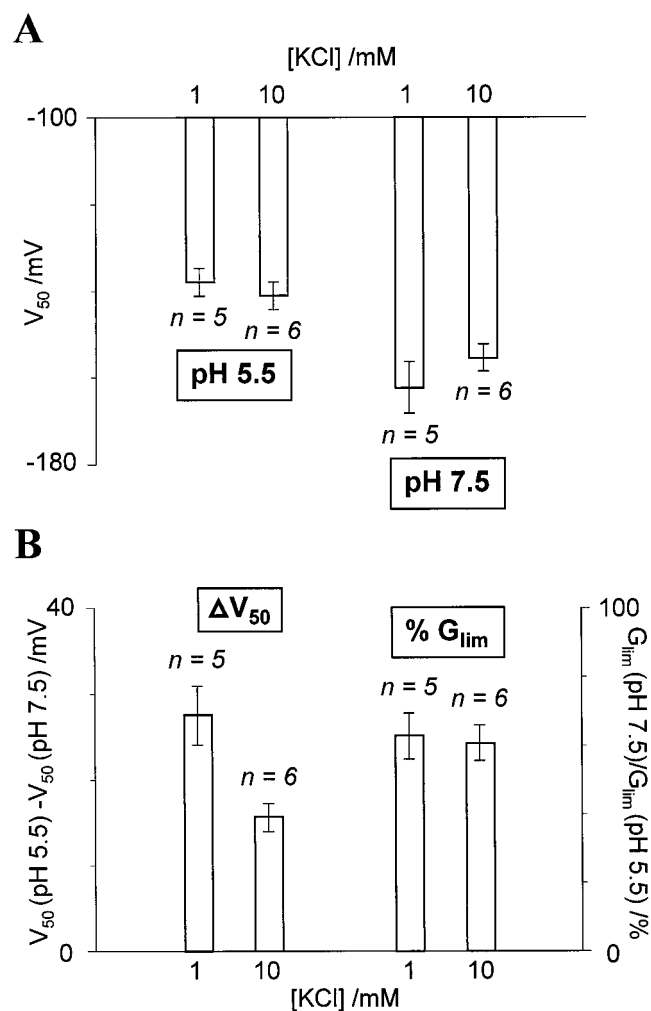 A
[KCl] /mM
1 10 1 10
-100
V50 /mV
n = 5
n = 6
pH 5.5
n = 5
n = 6
-180
pH 7.5
B
40
ΔV50
% Glim
100
n = 5
n = 6
n = 5
n = 6
V50 (pH 5.5) -V50 (pH 7.5) /mV
Glim (pH 7.5)/Glim (pH 5.5) /%
0
0
1 10 1 10
[KCl] /mM